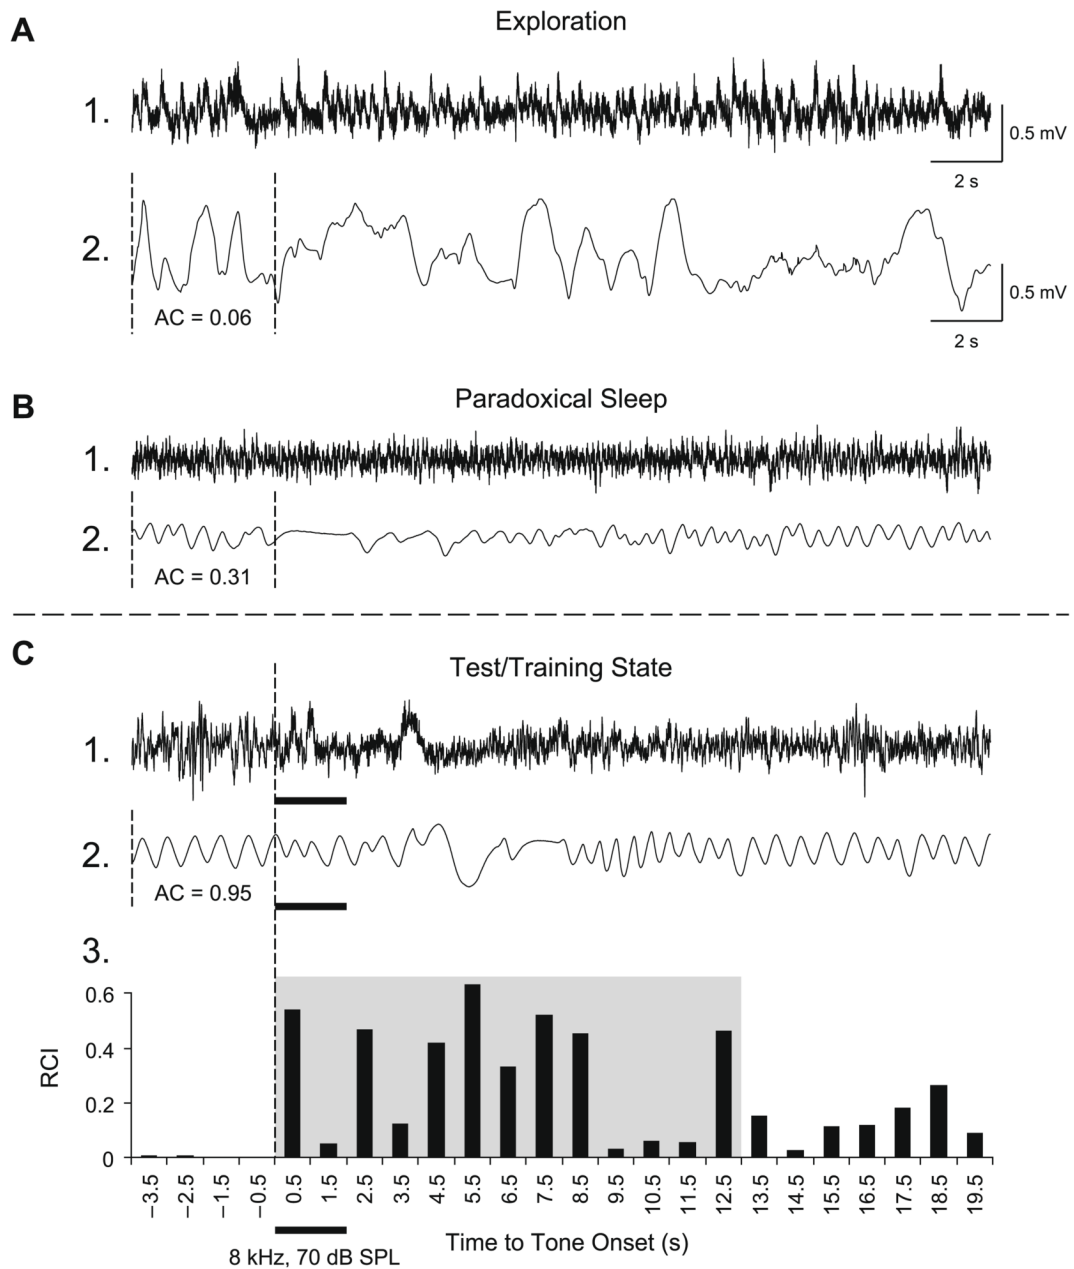 A
Exploration
1.
0.5 mV
2 s
2.
0.5 mV
AC = 0.06
2 s
B
Paradoxical Sleep
1.
2.
AC = 0.31
C
Test/Training State
1.
2.
AC = 0.95
3.
RCI
0.6
0.4
0.2
0
−3.5 −2.5 −1.5 −0.5 0.5 1.5 2.5 3.5 4.5 5.5 6.5 7.5 8.5 9.5 10.5 11.5 12.5 13.5 14.5 15.5 16.5 17.5 18.5 19.5
Time to Tone Onset (s)
8 kHz, 70 dB SPL